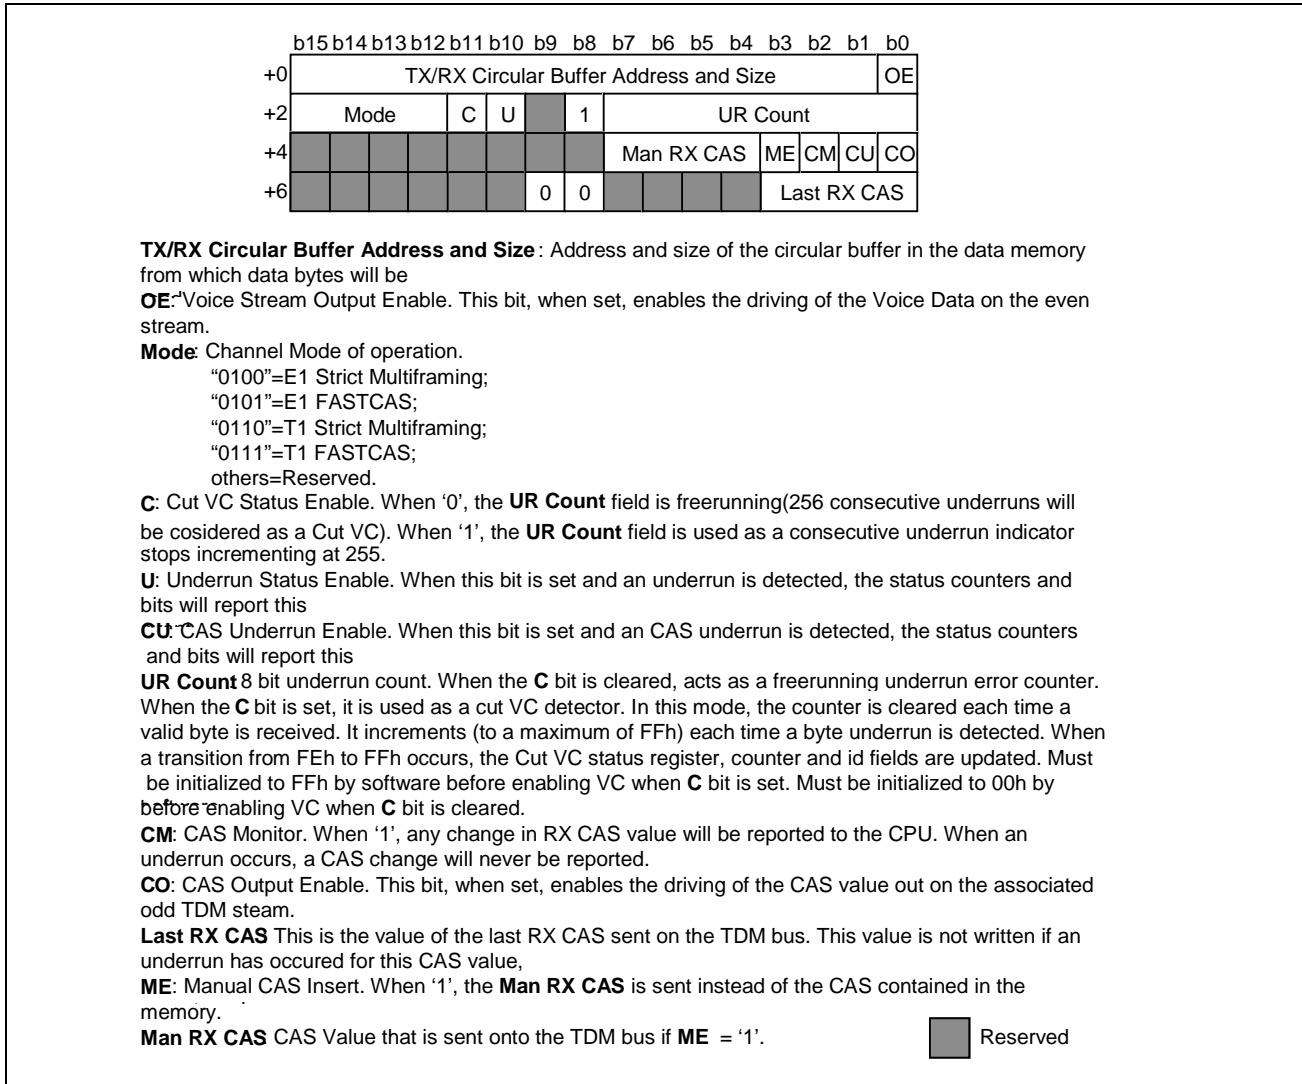 b15 b14 b13 b12 b11 b10 b9 b8 b7 b6 b5 b4 b3 b2 b1 b0
+0 TX/RX Circular Buffer Address and Size OE
+2 Mode C U 1 UR Count
+4 Man RX CAS ME CM CU CO
+6 0 0 Last RX CAS
TX/RX Circular Buffer Address and Size: Address and size of the circular buffer in the data memory
from which data bytes will be
OE: Voice Stream Output Enable. This bit, when set, enables the driving of the Voice Data on the even
stream.
Mode: Channel Mode of operation.
“0100”=E1 Strict Multiframing;
“0101”=E1 FASTCAS;
“0110”=T1 Strict Multiframing;
“0111”=T1 FASTCAS;
others=Reserved.
C: Cut VC Status Enable. When ‘0’, the UR Count field is freerunning(256 consecutive underruns will
be cosidered as a Cut VC). When ‘1’, the UR Count field is used as a consecutive underrun indicator
stops incrementing at 255.
U: Underrun Status Enable. When this bit is set and an underrun is detected, the status counters and
bits will report this
CU: CAS Underrun Enable. When this bit is set and an CAS underrun is detected, the status counters
and bits will report this
UR Count: 8 bit underrun count. When the C bit is cleared, acts as a freerunning underrun error counter.
When the C bit is set, it is used as a cut VC detector. In this mode, the counter is cleared each time a
valid byte is received. It increments (to a maximum of FFh) each time a byte underrun is detected. When
a transition from FEh to FFh occurs, the Cut VC status register, counter and id fields are updated. Must
be initialized to FFh by software before enabling VC when C bit is set. Must be initialized to 00h by
before enabling VC when C bit is cleared.
CM: CAS Monitor. When ‘1’, any change in RX CAS value will be reported to the CPU. When an
underrun occurs, a CAS change will never be reported.
CO: CAS Output Enable. This bit, when set, enables the driving of the CAS value out on the associated
odd TDM steam.
Last RX CAS: This is the value of the last RX CAS sent on the TDM bus. This value is not written if an
underrun has occured for this CAS value,
ME: Manual CAS Insert. When ‘1’, the Man RX CAS is sent instead of the CAS contained in the
memory.
Man RX CAS: CAS Value that is sent onto the TDM bus if ME = ‘1’.
Reserved